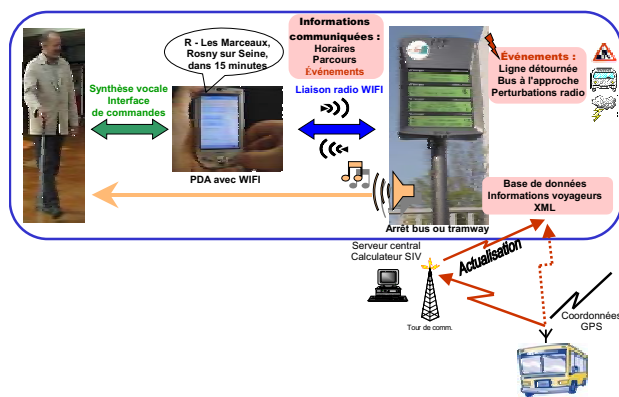 Informations
communiquées :
Horaires
Parcours
Événements
R - Les Marceaux,
Rosny sur Seine,
dans 15 minutes
Événements :
Ligne détournée
Bus à l'approche
Perturbations radio
Synthèse vocale
Interface
de commandes
Liaison radio WIFI
PDA avec WIFI
Base de données
Informations voyageurs
XML
Arrêt bus ou tramway
Serveur central
Calculateur SIV
Actualisation
Tour de comm.
Coordonnées
GPS